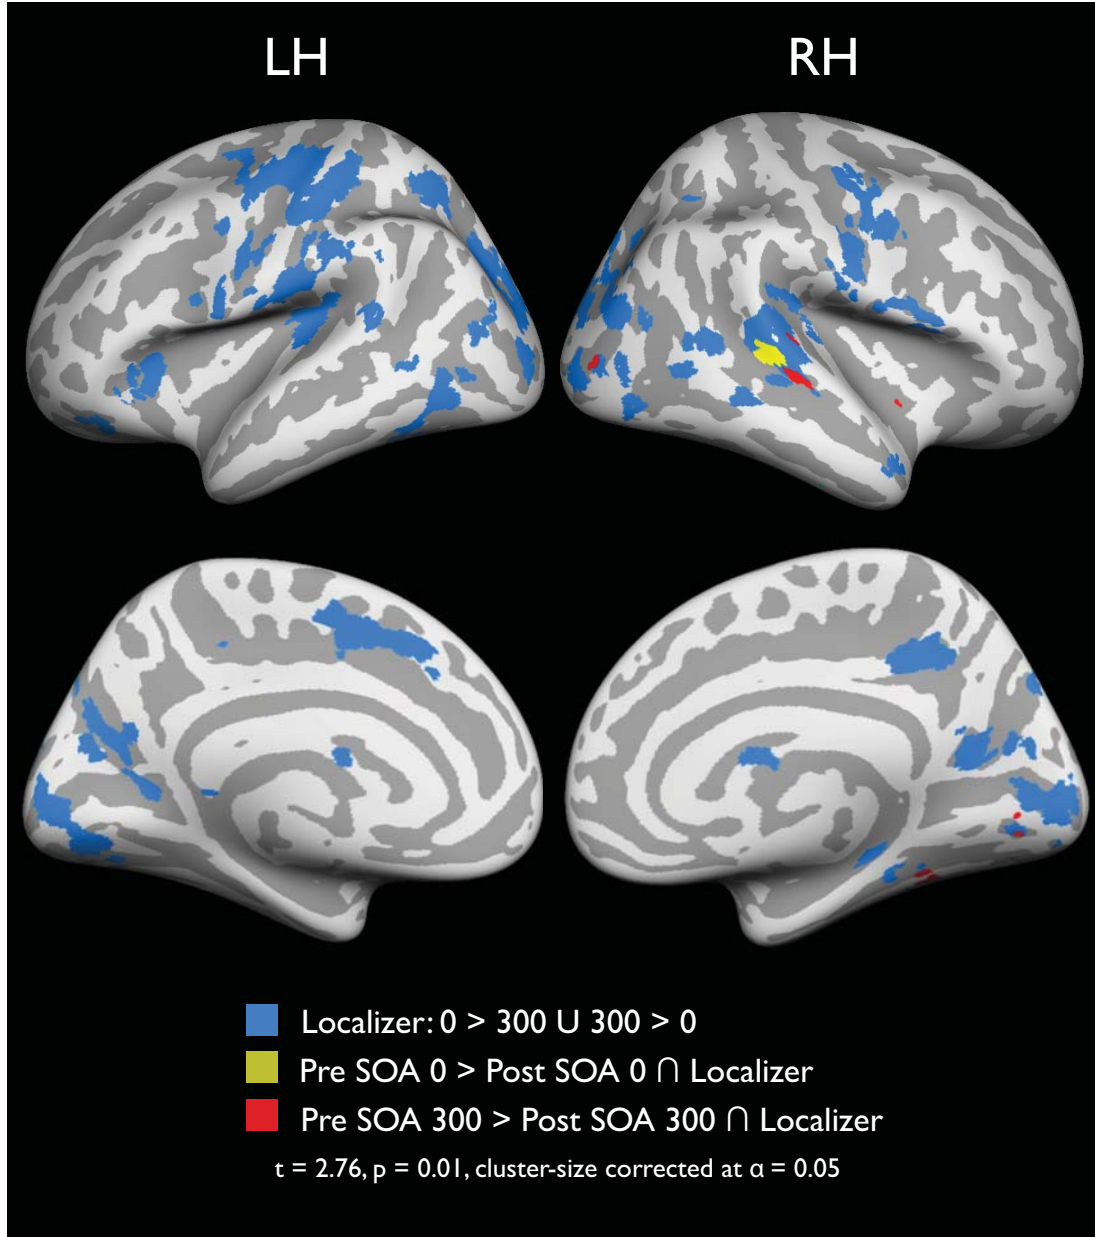 LH
RH
Localizer: 0 > 300 U 300 > 0
Pre SOA 0 > Post SOA 0 ∩ Localizer
Pre SOA 300 > Post SOA 300 ∩ Localizer
t = 2.76, p = 0.01, cluster-size corrected at α = 0.05